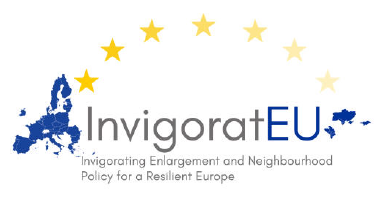 InvigoratEU
Invigorating Enlargement and Neighbourhood
Policy for a Resilient Europe